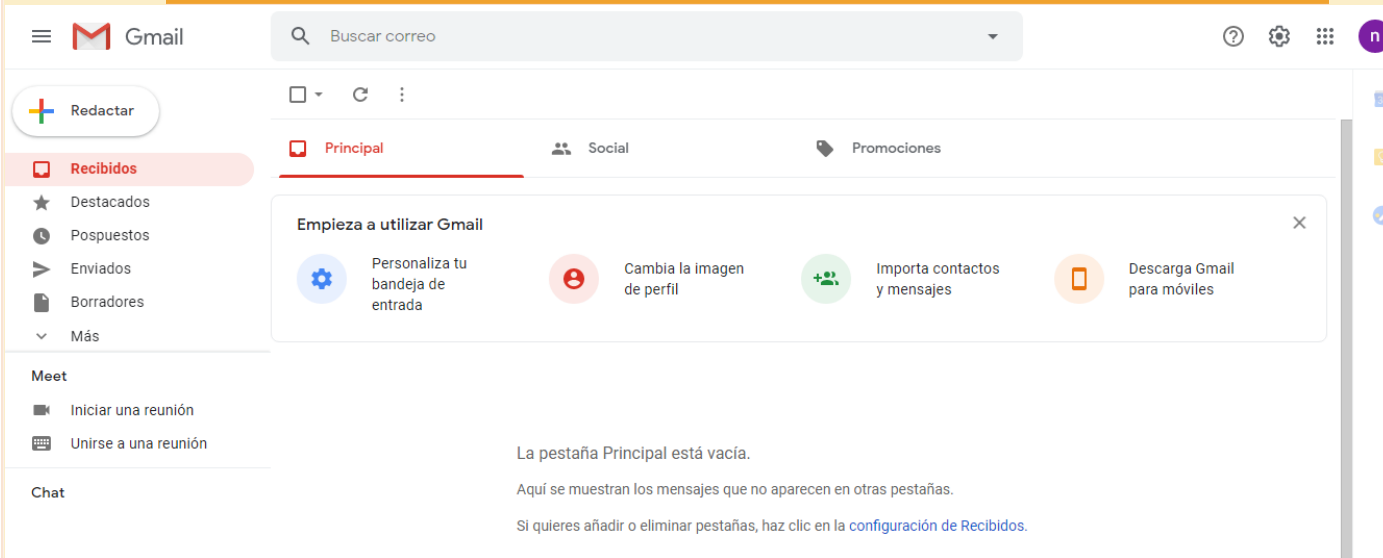 Gmail
Buscar correo
n
Redactar
Recibidos
Destacados
Pospuestos
Enviados
Borradores
Más
Meet
Iniciar una reunión
Unirse a una reunión
Chat
Principal
Social
Promociones
Empieza a utilizar Gmail
Personaliza tu
bandeja de
entrada
Cambia la imagen
de perfil
Importa contactos
y mensajes
Descarga Gmail
para móviles
La pestaña Principal está vacía.
Aquí se muestran los mensajes que no aparecen en otras pestañas.
Si quieres añadir o eliminar pestañas, haz clic en la configuración de Recibidos.